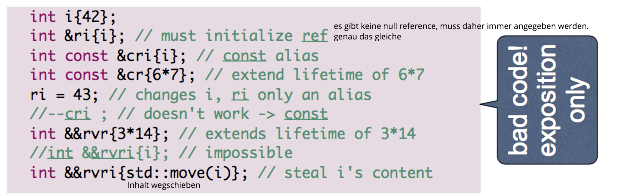 int i{42};
int &ri{i}; // must initialize ref
es gibt keine null reference, muss daher immer angegeben werden.
genau das gleiche
int const &cri{i}; // const alias
int const &cr{6*7}; // extend lifetime of 6*7
ri = 43; // changes i, ri only an alias
//--cri ; // doesn't work -> const
int &&rvr{3*14}; // extends lifetime of 3*14
//int &&rvri{i}; // impossible
int &&rvri{std::move(i)}; // steal i's content
Inhalt wegschieben
bad code!
exposition
only